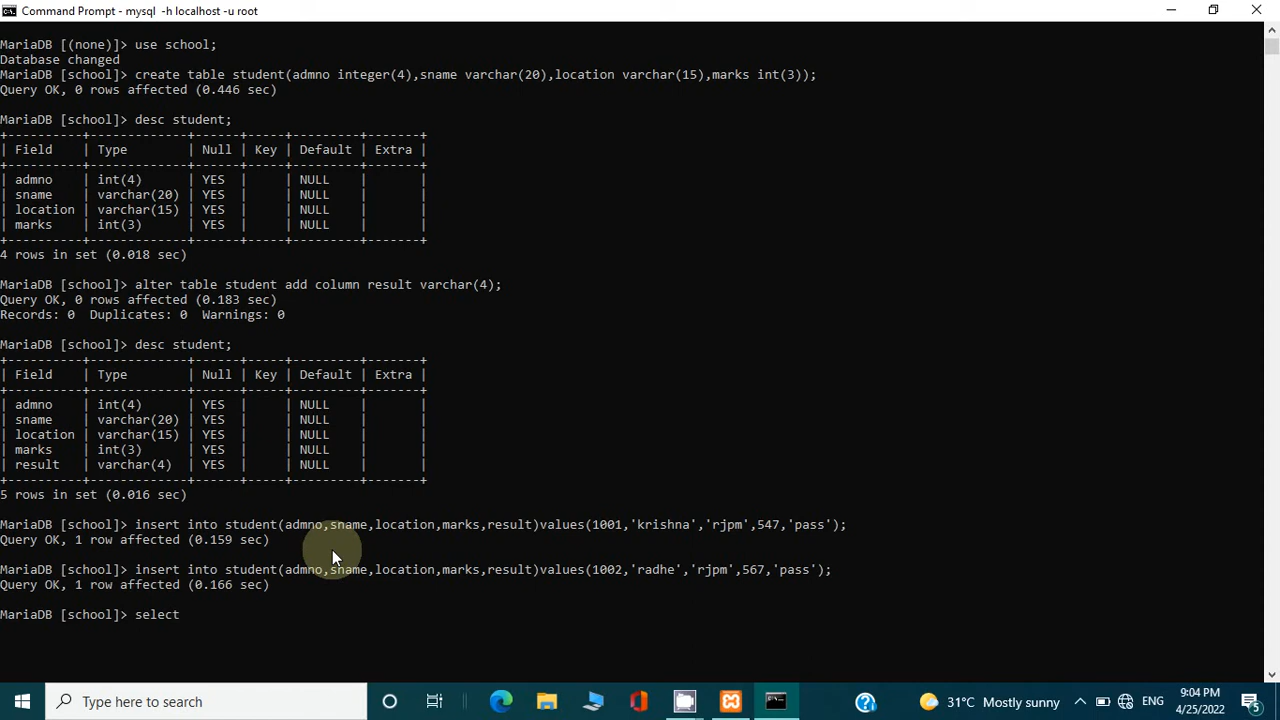 Command Prompt - mysql  -h localhost -u root
MariaDB [(none)]> use school;
Database changed
MariaDB [school]> create table student(admno integer(4),sname varchar(20),location varchar(15),marks int(3));
Query OK, 0 rows affected (0.446 sec)
MariaDB [school]> desc student;
+----------+-------------+------+-----+---------+-------+
| Field    | Type        | Null | Key | Default | Extra |
+----------+-------------+------+-----+---------+-------+
| admno    | int(4)      | YES  |     | NULL    |       |
| sname    | varchar(20) | YES  |     | NULL    |       |
| location | varchar(15) | YES  |     | NULL    |       |
| marks    | int(3)      | YES  |     | NULL    |       |
+----------+-------------+------+-----+---------+-------+
4 rows in set (0.018 sec)
MariaDB [school]> alter table student add column result varchar(4);
Query OK, 0 rows affected (0.183 sec)
Records: 0  Duplicates: 0  Warnings: 0
MariaDB [school]> desc student;
+----------+-------------+------+-----+---------+-------+
| Field    | Type        | Null | Key | Default | Extra |
+----------+-------------+------+-----+---------+-------+
| admno    | int(4)      | YES  |     | NULL    |       |
| sname    | varchar(20) | YES  |     | NULL    |       |
| location | varchar(15) | YES  |     | NULL    |       |
| marks    | int(3)      | YES  |     | NULL    |       |
| result   | varchar(4)  | YES  |     | NULL    |       |
+----------+-------------+------+-----+---------+-------+
5 rows in set (0.016 sec)
MariaDB [school]> insert into student(admno,sname,location,marks,result)values(1001,'krishna','rjpm',547,'pass');
Query OK, 1 row affected (0.159 sec)
MariaDB [school]> insert into student(admno,sname,location,marks,result)values(1002,'radhe','rjpm',567,'pass');
Query OK, 1 row affected (0.166 sec)
MariaDB [school]> select
Type here to search
31°C  Mostly sunny
ENG
9:04 PM
4/25/2022
5